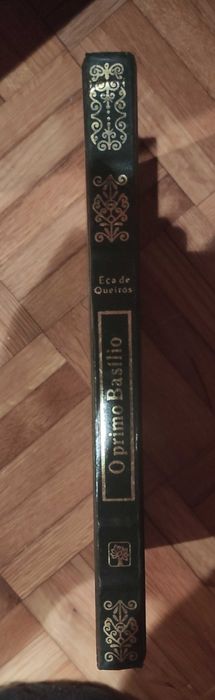 Eça de
Queirós
O primo Basílio